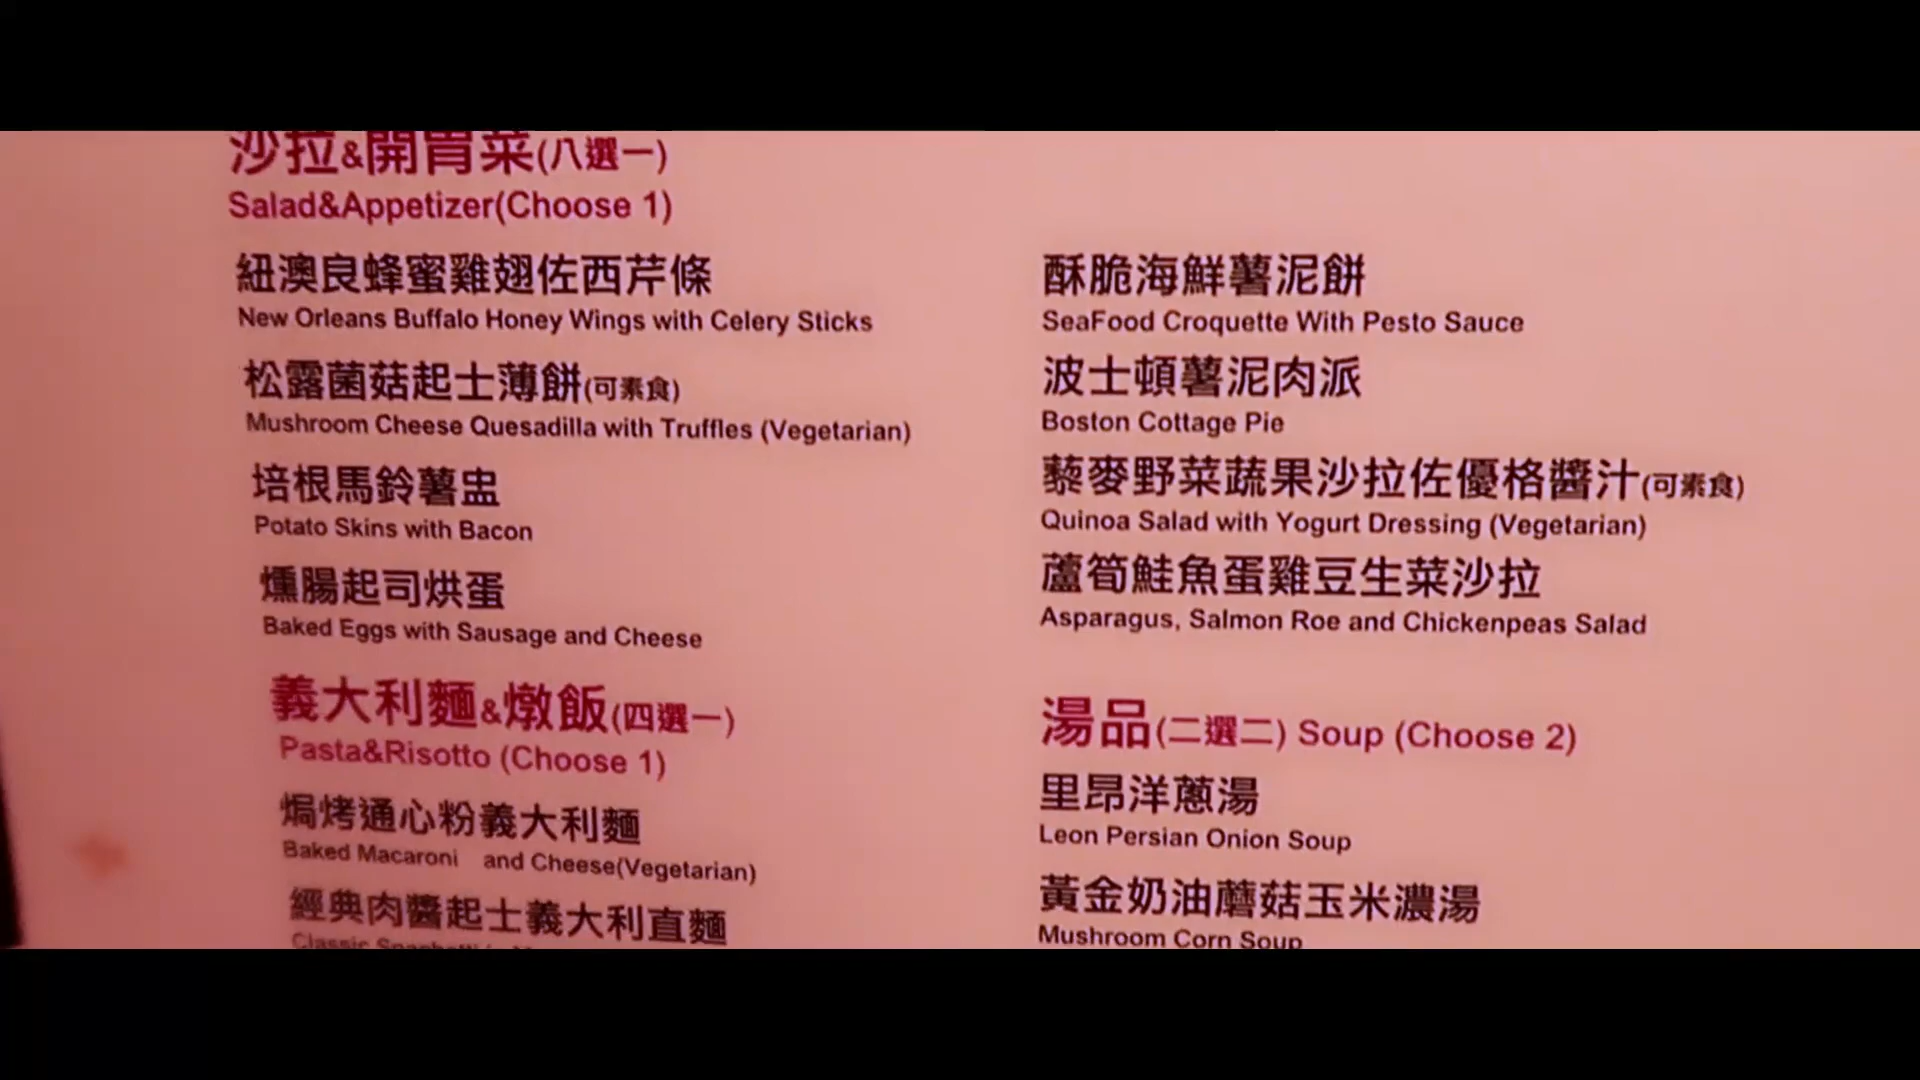 沙拉&開胃菜(八選一)
Salad&Appetizer(Choose 1)
紐澳良蜂蜜雞翅佐西芹條
New Orleans Buffalo Honey Wings with Celery Sticks
松露菌菇起士薄餅(可素食)
Mushroom Cheese Quesadilla with Truffles (Vegetarian)
培根馬鈴薯盅
Potato Skins with Bacon
燻腸起司烘蛋
Baked Eggs with Sausage and Cheese
酥脆海鮮薯泥餅
SeaFood Croquette With Pesto Sauce
波士頓薯泥肉派
Boston Cottage Pie
藜麥野菜蔬果沙拉佐優格醬汁(可素食)
Quinoa Salad with Yogurt Dressing (Vegetarian)
蘆筍鮭魚蛋雞豆生菜沙拉
Asparagus, Salmon Roe and Chickenpeas Salad
義大利麵&燉飯(四選一)
Pasta&Risotto (Choose 1)
焗烤通心粉義大利麵
Baked Macaroni and Cheese(Vegetarian)
經典肉醬起士義大利直麵
Classic Spaghetti
湯品(二選二) Soup (Choose 2)
里昂洋蔥湯
Leon Persian Onion Soup
黃金奶油蘑菇玉米濃湯
Mushroom Corn Soup